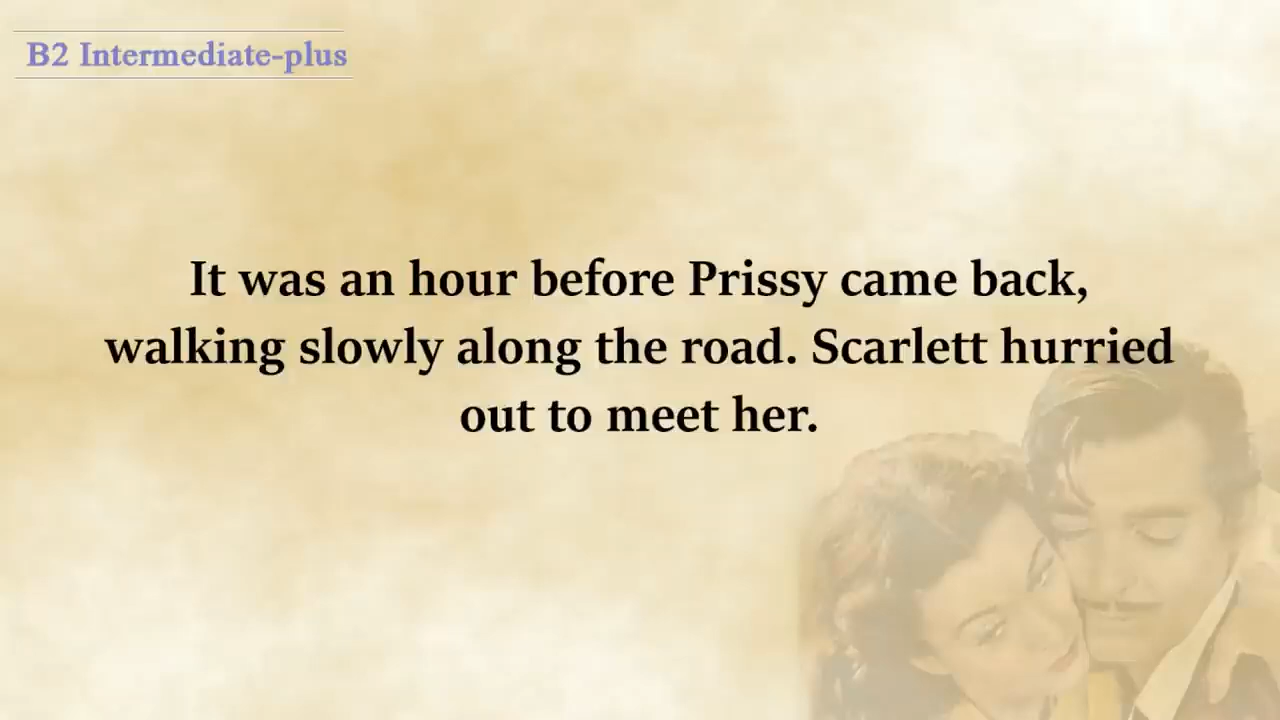 B2 Intermediate-plus
It was an hour before Prissy came back,
walking slowly along the road. Scarlett hurried
out to meet her.